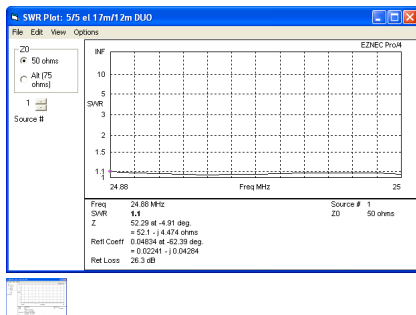 SWR Plot: 5/5 el 17m/12m DUO
File Edit View Options
Z0
50 ohms
Alt (75 ohms)
1
Source #
EZNEC Pro/4
INF
10
5
SWR
3
2
1.5
1.1
1
24.88 Freq MHz 25
Freq 24.88 MHz Source # 1
SWR 1.1 Z0 50 ohms
Z 52.29 at -4.91 deg.
= 52.1 - j 4.474 ohms
Refl Coeff 0.04834 at -62.39 deg.
= 0.02241 - j 0.04284
Ret Loss 26.3 dB